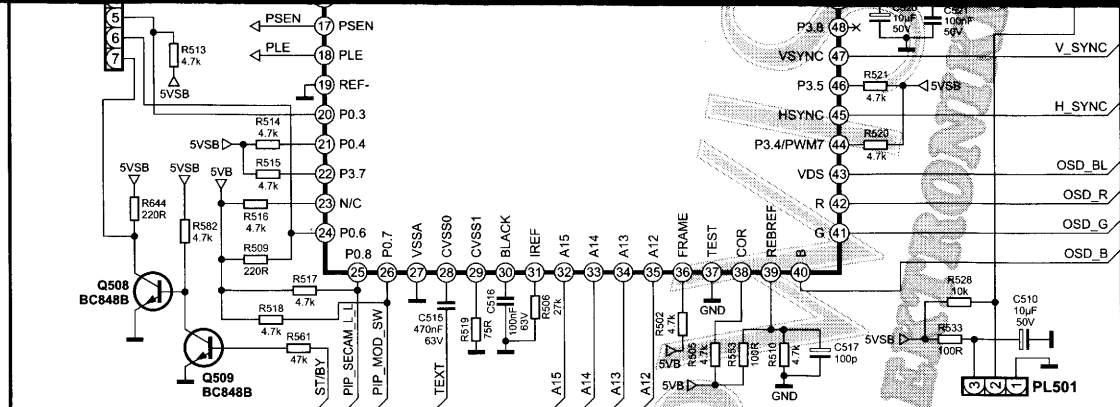 5
6
7
R513
4.7k
5VSB
PSEN
17
PSEN
PLE
18
PLE
19
REF-
20
P0.3
R514
4.7k
5VSB
21
P0.4
R515
4.7k
22
P3.7
5VSB
5VSB
5VB
R644
220R
R582
4.7k
R516
4.7k
23
N/C
24
P0.6
R509
220R
Q508
BC848B
R517
4.7k
R518
4.7k
Q509
BC848B
R561
47k
ST/BY
PIP_SECAM_L_L
PIP_MOD_SW
P0.8
P0.7
VSSA
CVSS0
CVSS1
BLACK
IREF
A15
A14
A13
A12
FRAME
TEST
COR
REBREF
B
25
26
27
28
29
30
31
32
33
34
35
36
37
38
39
40
C515
470nF
63V
TEXT
R519
75R
C516
100nF
63V
R506
27k
A15
A14
A13
A12
R502
4.7k
5VB
GND
R505
4.7k
5VB
R553
100R
R510
4.7k
GND
C517
100p
P3.8
48
10µF
50V
C521
100nF
50V
VSYNC
47
V_SYNC
P3.5
46
R521
4.7k
5VSB
HSYNC
45
H_SYNC
P3.4/PWM7
44
R520
4.7k
VDS
43
OSD_BL
R
42
OSD_R
G
41
OSD_G
OSD_B
R528
10k
C510
10µF
50V
5VSB
R533
100R
3
2
1
PL501
ELECTRONIX